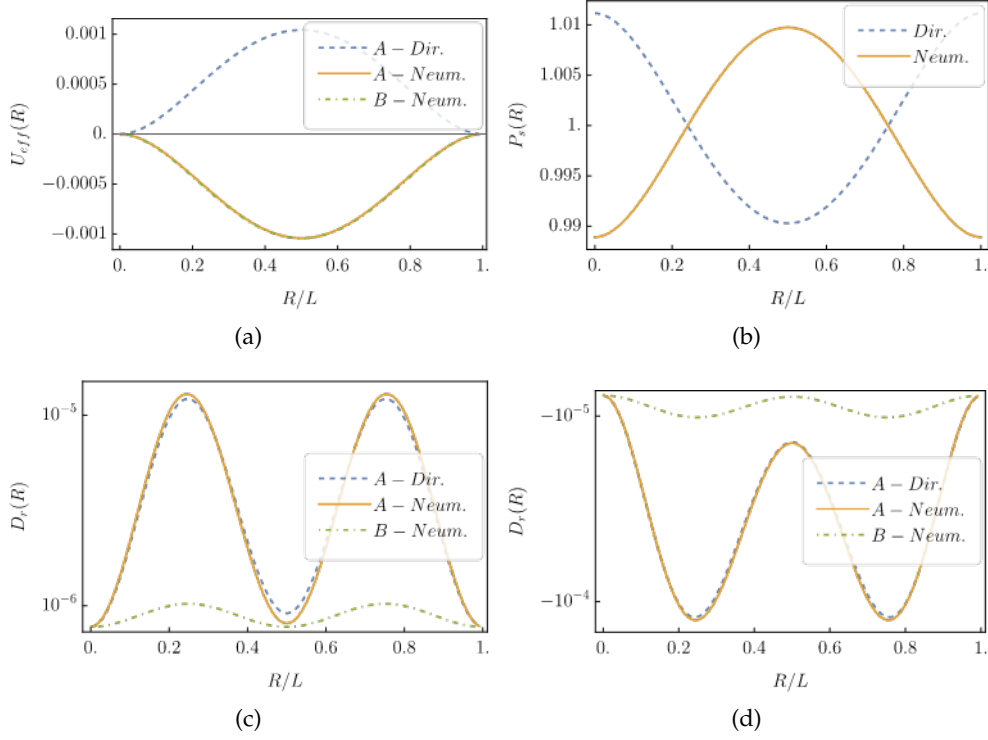 0.001
0.0005
0.
−0.0005
−0.001
U_eff(R)
A − Dir.
A − Neum.
B − Neum.
0. 0.2 0.4 0.6 0.8 1.
R/L
(a)
1.01
1.005
1.
0.995
0.99
P_s(R)
Dir.
Neum.
0. 0.2 0.4 0.6 0.8 1.
R/L
(b)
10^-5
10^-6
D_r(R)
A − Dir.
A − Neum.
B − Neum.
0. 0.2 0.4 0.6 0.8 1.
R/L
(c)
−10^-5
−10^-4
D_r(R)
A − Dir.
A − Neum.
B − Neum.
0. 0.2 0.4 0.6 0.8 1.
R/L
(d)